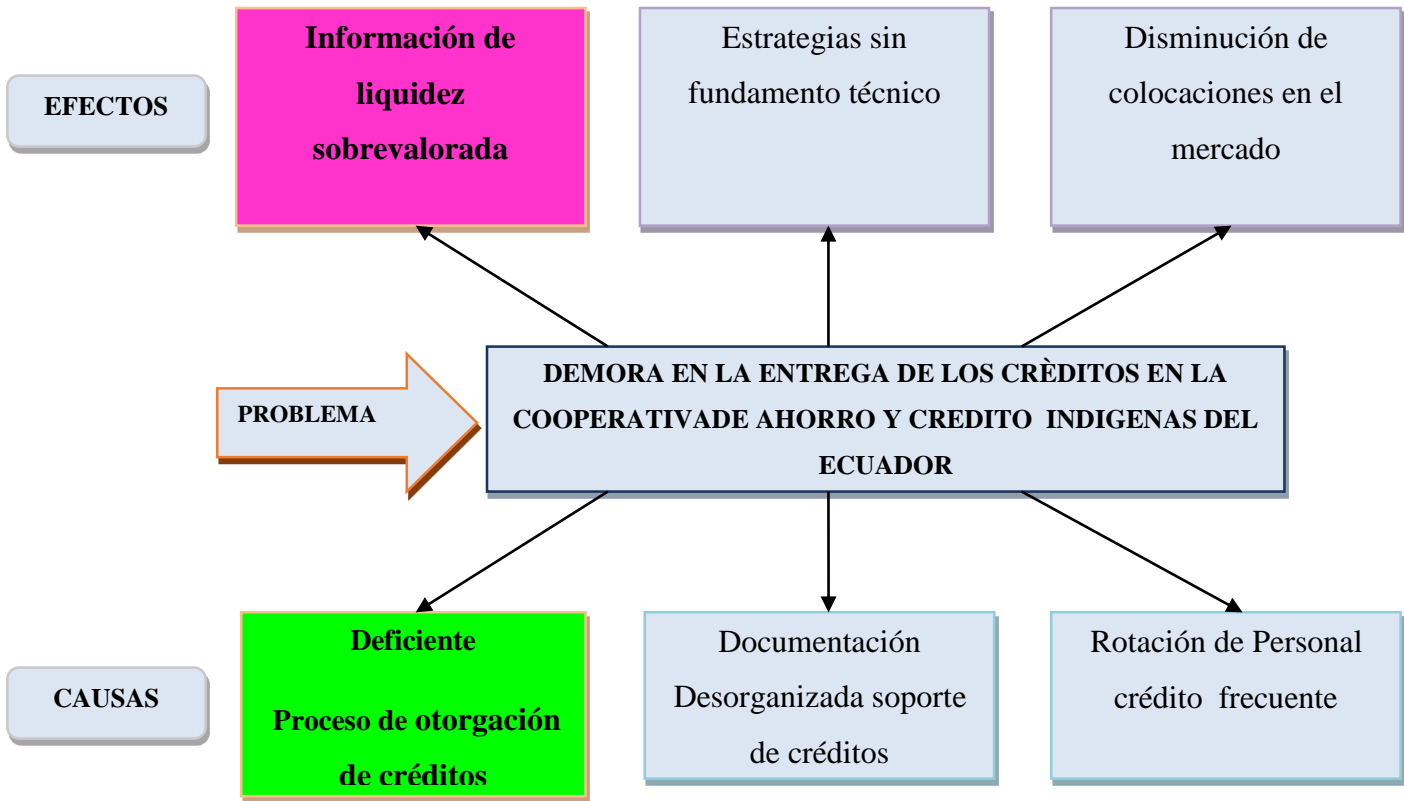 EFECTOS
Información de
liquidez
sobrevalorada
Estrategias sin
fundamento técnico
Disminución de
colocaciones en el
mercado
PROBLEMA
DEMORA EN LA ENTREGA DE LOS CRÈDITOS EN LA
COOPERATIVADE AHORRO Y CREDITO INDIGENAS DEL
ECUADOR
CAUSAS
Deficiente
Proceso de otorgación
de créditos
Documentación
Desorganizada soporte
de créditos
Rotación de Personal
crédito frecuente